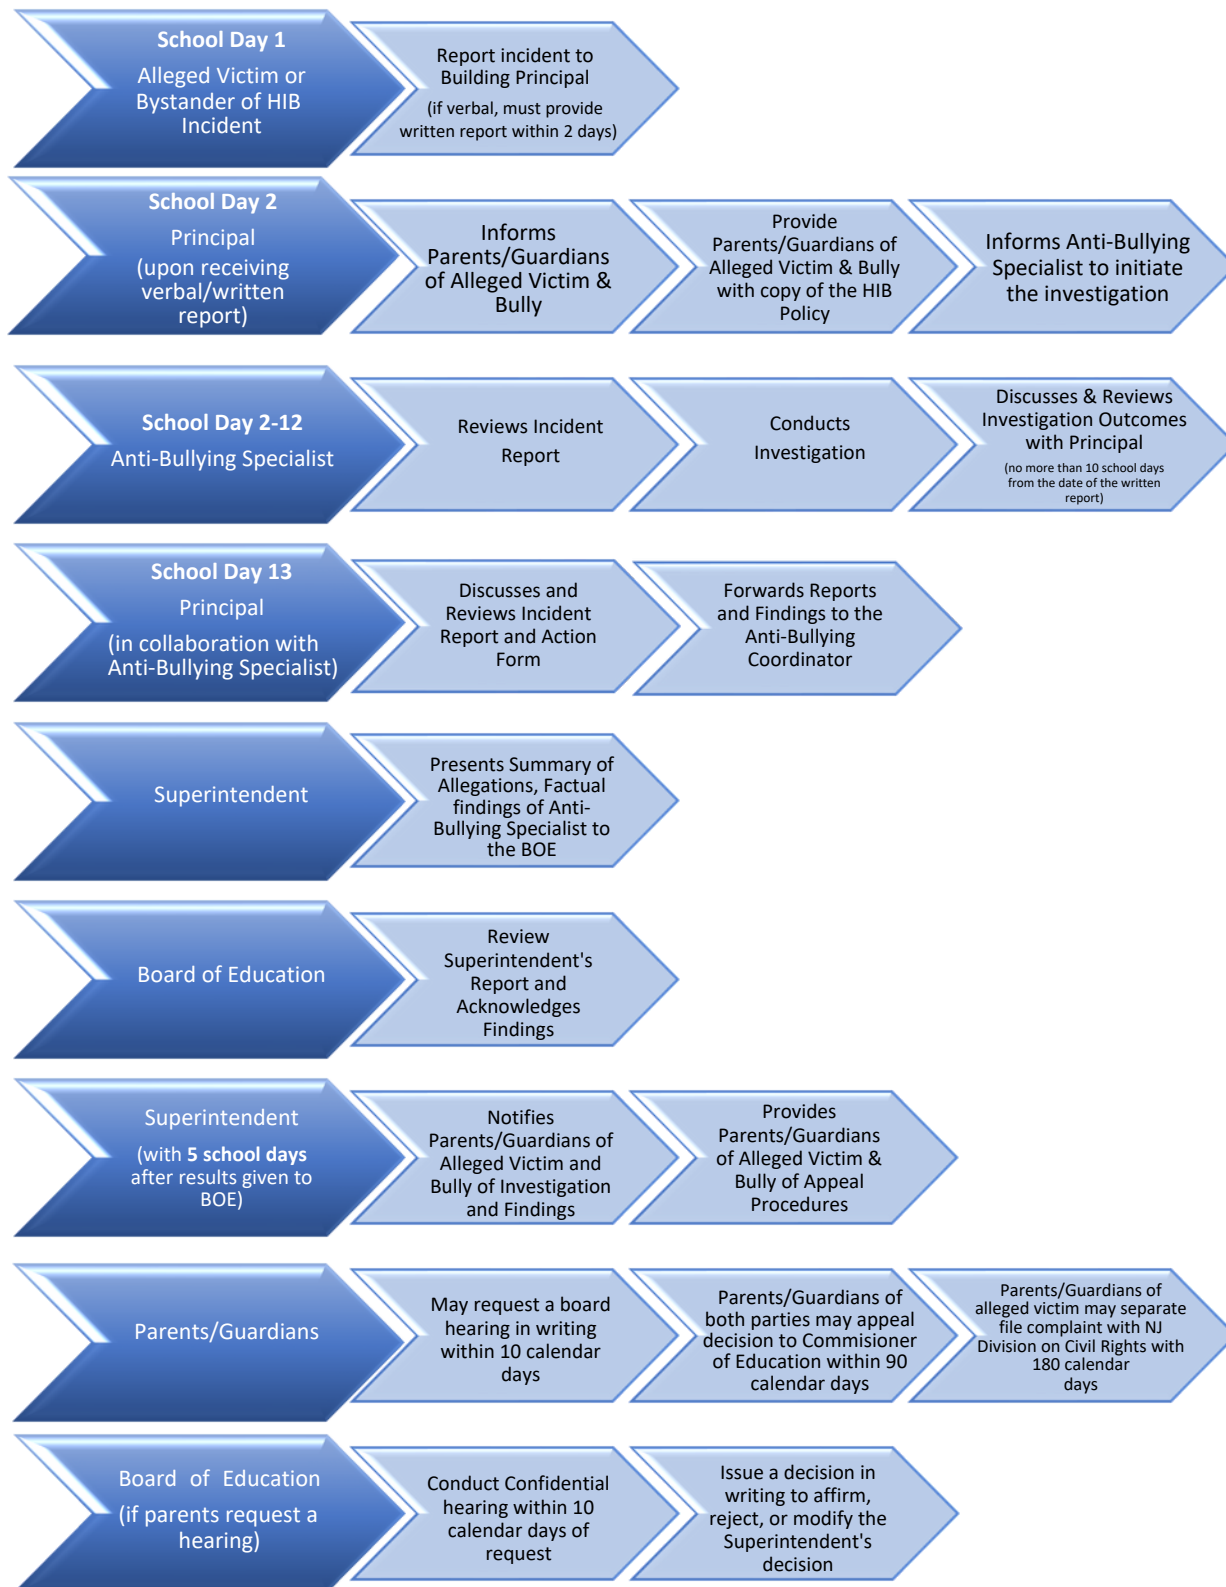 School Day 1
Alleged Victim or
Bystander of HIB
Incident
Report incident to
Building Principal
(if verbal, must provide
written report within 2 days)
School Day 2
Principal
(upon receiving
verbal/written
report)
Informs
Parents/Guardians
of Alleged Victim &
Bully
Provide
Parents/Guardians of
Alleged Victim & Bully
with copy of the HIB
Policy
Informs Anti-Bullying
Specialist to initiate
the investigation
School Day 2-12
Anti-Bullying Specialist
Reviews Incident
Report
Conducts
Investigation
Discusses & Reviews
Investigation Outcomes
with Principal
(no more than 10 school days
from the date of the written
report)
School Day 13
Principal
(in collaboration with
Anti-Bullying Specialist)
Discusses and
Reviews Incident
Report and Action
Form
Forwards Reports
and Findings to the
Anti-Bullying
Coordinator
Superintendent
Presents Summary of
Allegations, Factual
findings of Anti-
Bullying Specialist to
the BOE
Board of Education
Review
Superintendent's
Report and
Acknowledges
Findings
Superintendent
(with 5 school days
after results given to
BOE)
Notifies
Parents/Guardians of
Alleged Victim and
Bully of Investigation
and Findings
Provides
Parents/Guardians
of Alleged Victim &
Bully of Appeal
Procedures
Parents/Guardians
May request a board
hearing in writing
within 10 calendar
days
Parents/Guardians of
both parties may appeal
decision to Commisioner
of Education within 90
calendar days
Parents/Guardians of
alleged victim may separate
file complaint with NJ
Division on Civil Rights with
180 calendar
days
Board of Education
(if parents request a
hearing)
Conduct Confidential
hearing within 10
calendar days of
request
Issue a decision in
writing to affirm,
reject, or modify the
Superintendent's
decision